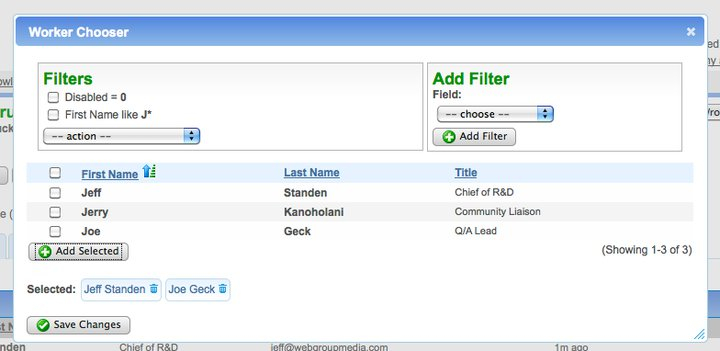 Worker Chooser
Filters
Disabled = 0
First Name like J*
-- action --
Add Filter
Field:
-- choose --
Add Filter
First Name Last Name Title
Jeff Standen Chief of R&D
Jerry Kanoholani Community Liaison
Joe Geck Q/A Lead
Add Selected
(Showing 1-3 of 3)
Selected: Jeff Standen Joe Geck
Save Changes
nden Chief of R&D jeff@webgroupmedia.com 1m ago